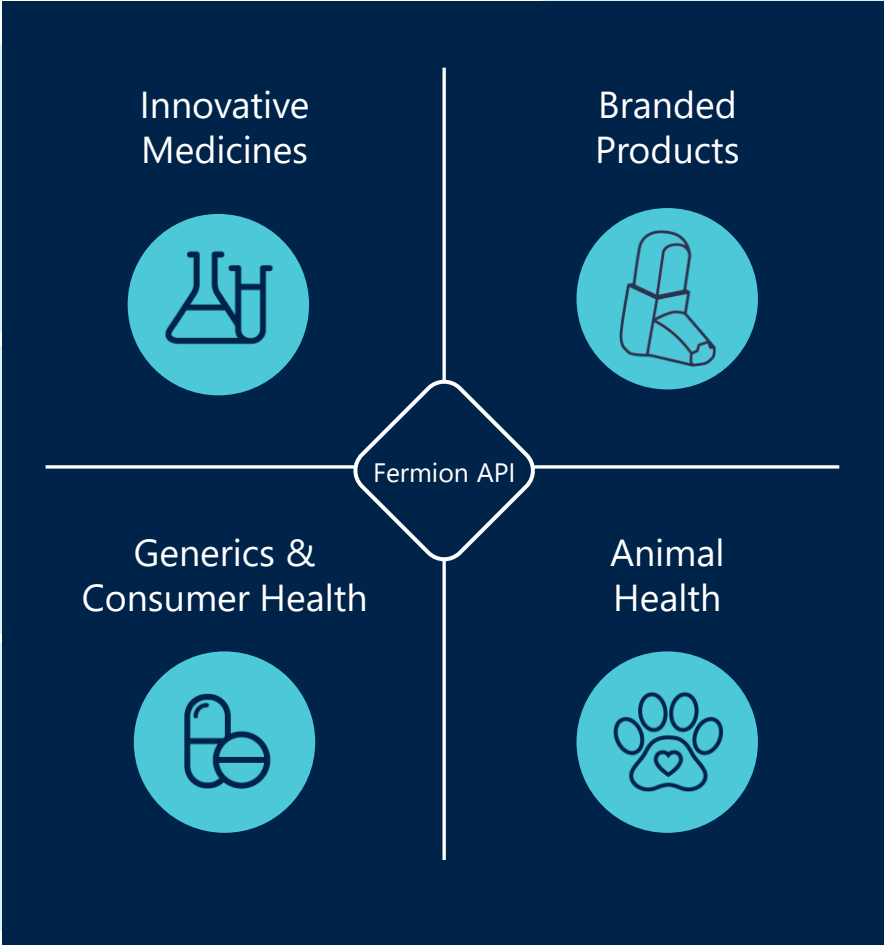 Innovative
Medicines
Branded
Products
Fermion API
Generics &
Consumer Health
Animal
Health